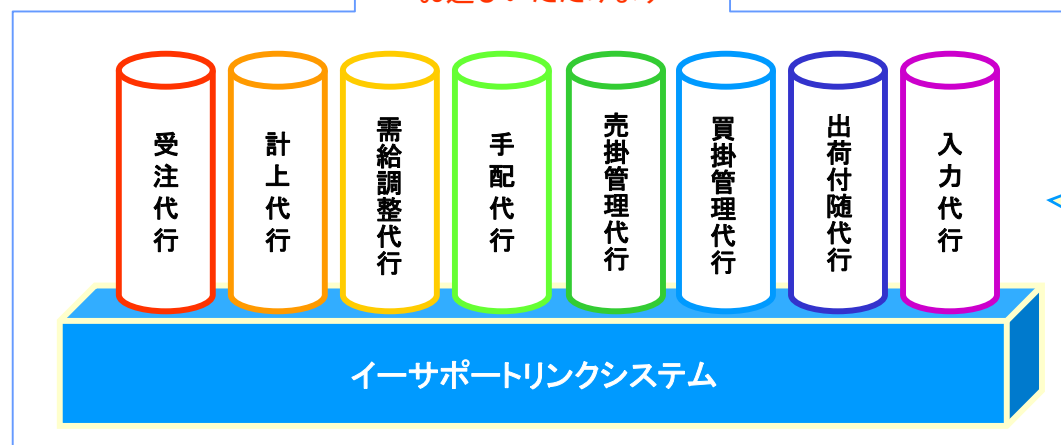 受注代行
計上代行
需給調整代行
手配代行
売掛管理代行
買掛管理代行
出荷付随代行
入力代行
イーサポートリンクシステム